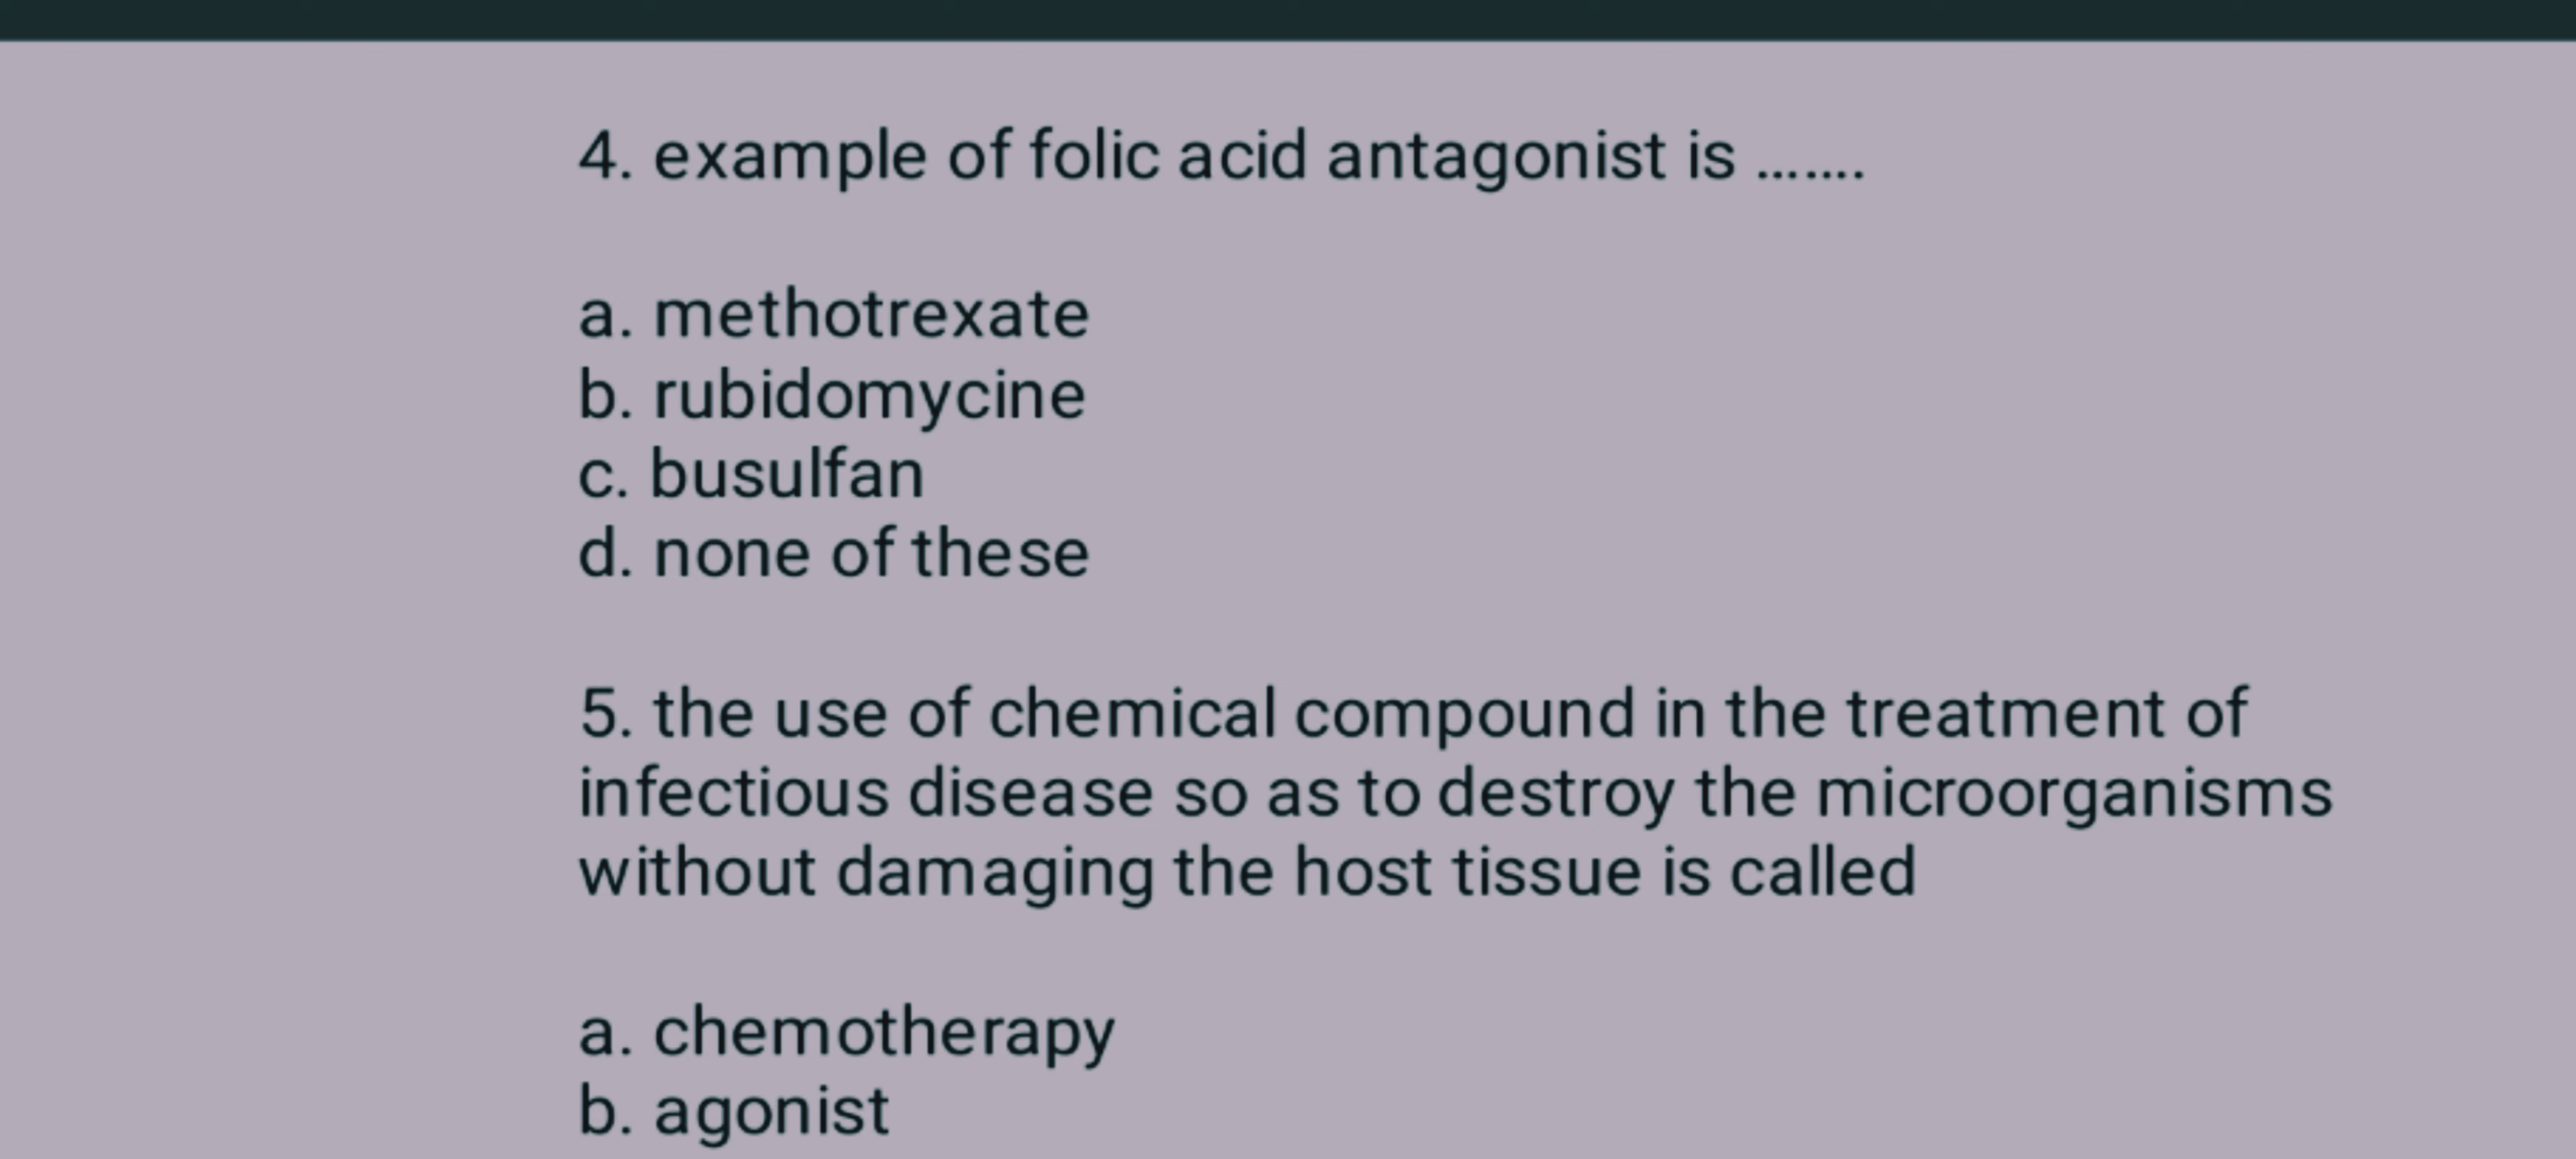 4. example of folic acid antagonist is .......
a. methotrexate
b. rubidomycine
c. busulfan
d. none of these
5. the use of chemical compound in the treatment of
infectious disease so as to destroy the microorganisms
without damaging the host tissue is called
a. chemotherapy
b. agonist